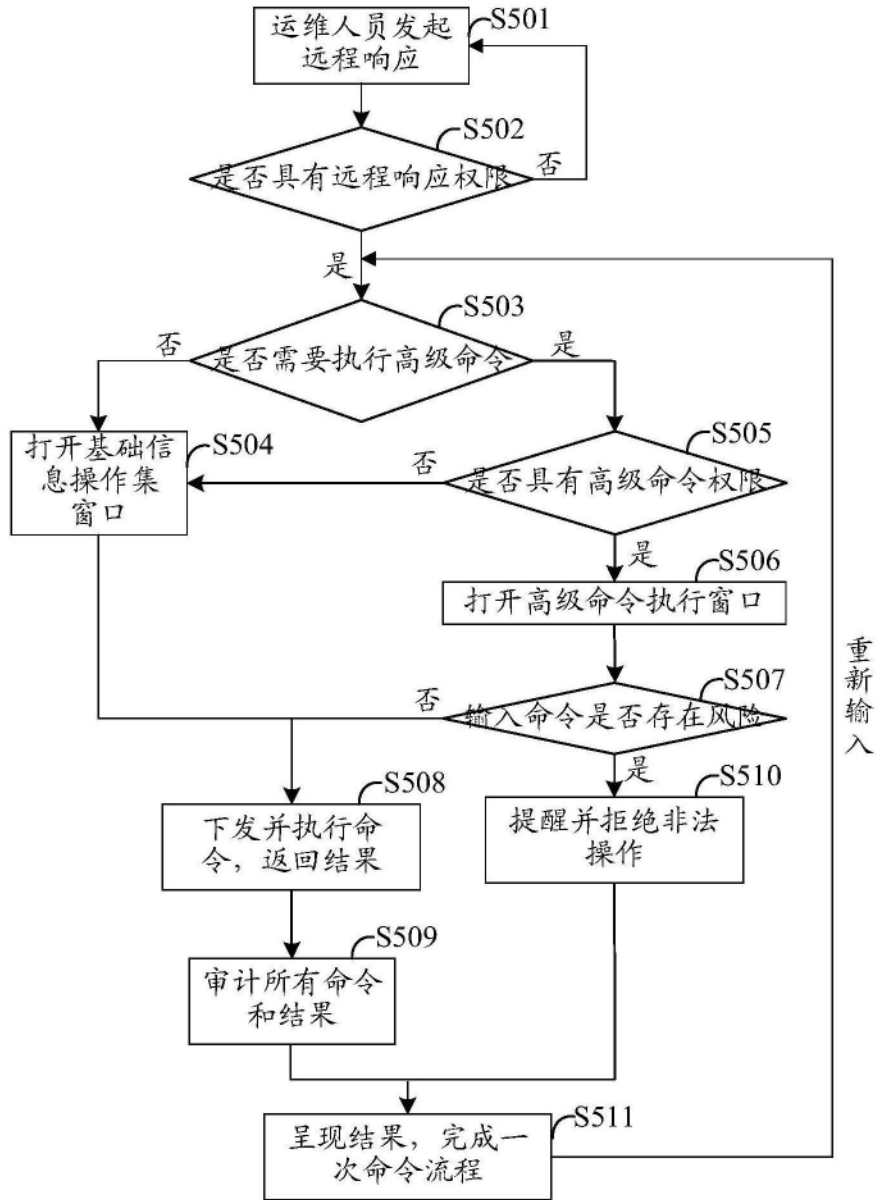 运维人员发起
远程响应
S501
S502
是否具有远程响应权限
否
是
S503
是否需要执行高级命令
否
是
打开基础信
息操作集
窗口
S504
S505
是否具有高级命令权限
否
是
S506
打开高级命令执行窗口
S507
输入命令是否存在风险
否
是
重新输入
S508
下发并执行命
令，返回结果
S510
提醒并拒绝非法
操作
S509
审计所有命令
和结果
S511
呈现结果，完成一
次命令流程